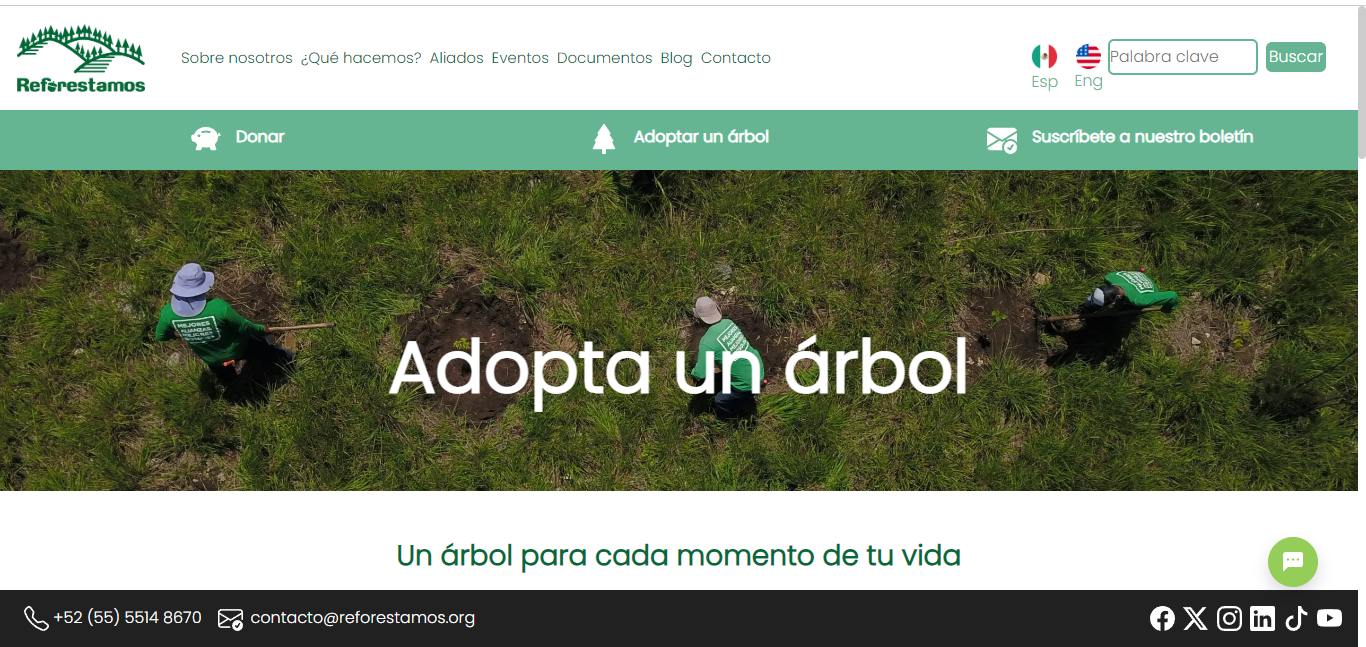 Reforestamos
Sobre nosotros ¿Qué hacemos? Aliados Eventos Documentos Blog Contacto
Esp
Eng
Palabra clave
Buscar
Donar
Adoptar un árbol
Suscríbete a nuestro boletín
MEJORES
ALIANZAS
Adopta un árbol
Un árbol para cada momento de tu vida
+52 (55) 5514 8670
contacto@reforestamos.org